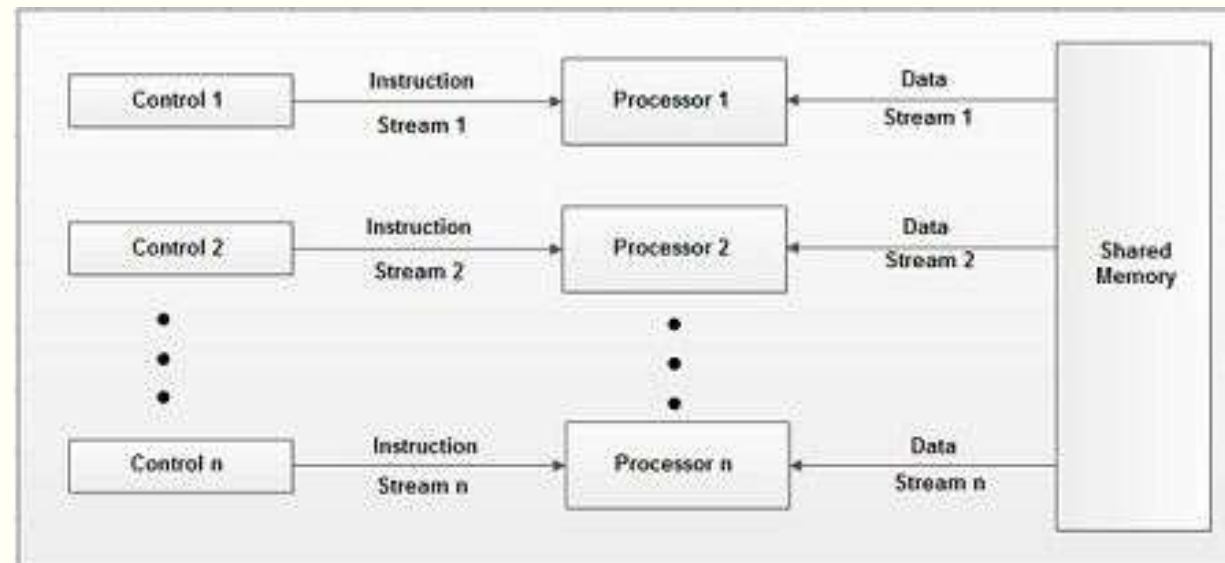 Control 1
Instruction
Stream 1
Processor 1
Data
Stream 1
Control 2
Instruction
Stream 2
Processor 2
Data
Stream 2
Shared
Memory
Control n
Instruction
Stream n
Processor n
Data
Stream n